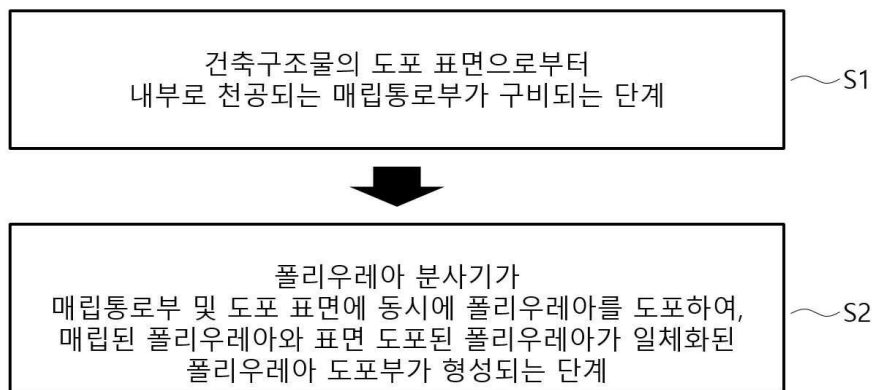 건축구조물의 도포 표면으로부터
내부로 천공되는 매립통로부가 구비되는 단계
S1
폴리우레아 분사기가
매립통로부 및 도포 표면에 동시에 폴리우레아를 도포하여,
매립된 폴리우레아와 표면 도포된 폴리우레아가 일체화된
폴리우레아 도포부가 형성되는 단계
S2